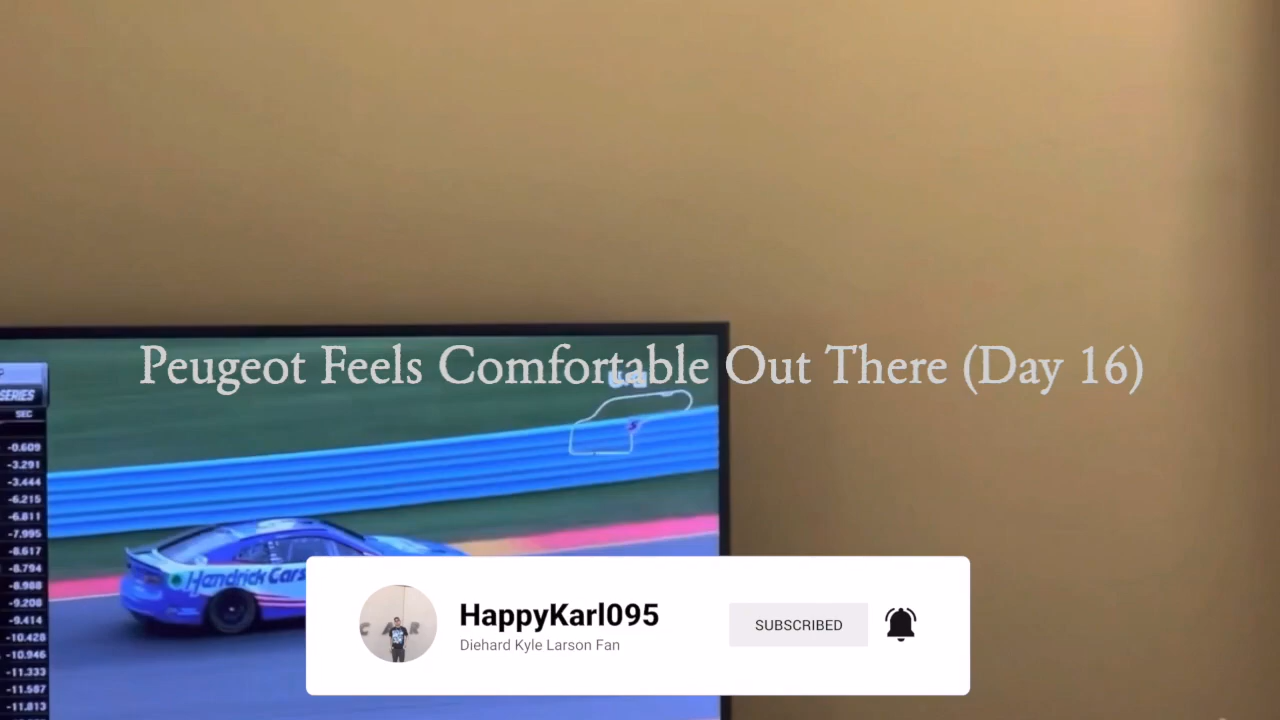 Peugeot Feels Comfortable Out There (Day 16)
SERIES
SEC
-0.609
-3.291
-3.444
-6.215
-6.811
-7.995
-8.617
-8.794
-8.988
-9.208
-9.414
-10.428
-10.946
-11.333
-11.587
-11.813
Hendrick Cars
HappyKarl095
Diehard Kyle Larson Fan
SUBSCRIBED